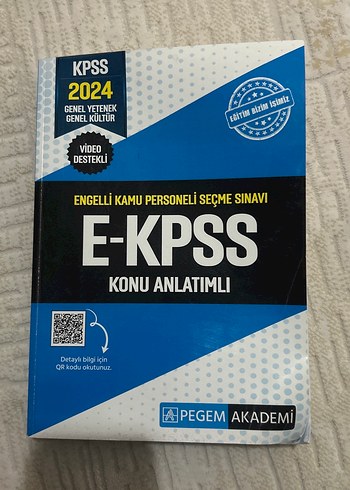 KPSS
2024
GENEL YETENEK
GENEL KÜLTÜR
VİDEO
DESTEKLİ
EĞİTİM BİZİM İŞİMİZ
ENGELLİ KAMU PERSONELİ SEÇME SINAVI
E-KPSS
KONU ANLATIMLI
Detaylı bilgi için
QR kodu okutunuz.
PEGEM AKADEMİ